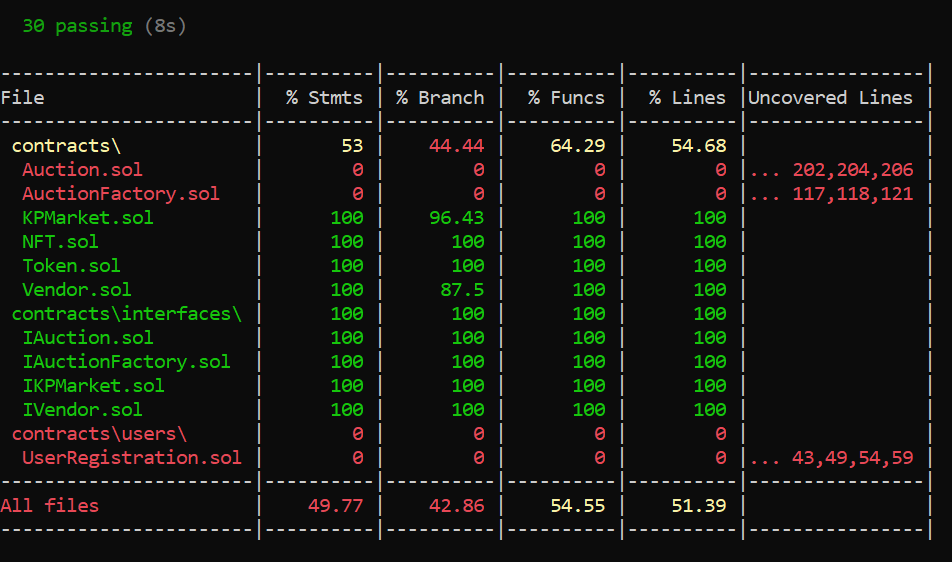 30 passing (8s)
------------------------|----------|----------|----------|----------|----------------|
File                    |  % Stmts | % Branch |  % Funcs |  % Lines |Uncovered Lines |
------------------------|----------|----------|----------|----------|----------------|
 contracts\             |       53 |    44.44 |    64.29 |    54.68 |                |
  Auction.sol           |        0 |        0 |        0 |        0 |... 202,204,206 |
  AuctionFactory.sol    |        0 |        0 |        0 |        0 |... 117,118,121 |
  KPMarket.sol          |      100 |    96.43 |      100 |      100 |                |
  NFT.sol               |      100 |      100 |      100 |      100 |                |
  Token.sol             |      100 |      100 |      100 |      100 |                |
  Vendor.sol            |      100 |     87.5 |      100 |      100 |                |
 contracts\interfaces\  |      100 |      100 |      100 |      100 |                |
  IAuction.sol          |      100 |      100 |      100 |      100 |                |
  IAuctionFactory.sol   |      100 |      100 |      100 |      100 |                |
  IKPMarket.sol         |      100 |      100 |      100 |      100 |                |
  IVendor.sol           |      100 |      100 |      100 |      100 |                |
 contracts\users\       |        0 |        0 |        0 |        0 |                |
  UserRegistration.sol  |        0 |        0 |        0 |        0 |... 43,49,54,59 |
------------------------|----------|----------|----------|----------|----------------|
All files               |    49.77 |    42.86 |    54.55 |    51.39 |                |
------------------------|----------|----------|----------|----------|----------------|